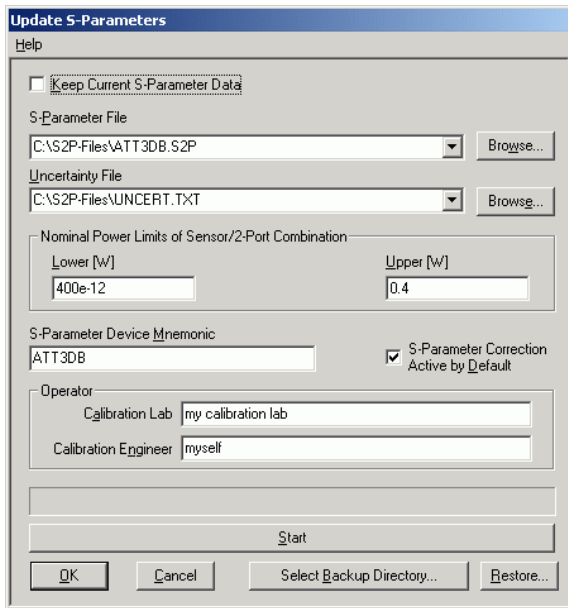 Update S-Parameters
Help
Keep Current S-Parameter Data
S-Parameter File
C:\S2P-Files\ATT3DB.S2P
Browse...
Uncertainty File
C:\S2P-Files\UNCERT.TXT
Browse...
Nominal Power Limits of Sensor/2-Port Combination
Lower [W] Upper [W]
400e-12 0.4
S-Parameter Device Mnemonic
ATT3DB
S-Parameter Correction
Active by Default
Operator
Calibration Lab my calibration lab
Calibration Engineer myself
Start
OK Cancel Select Backup Directory... Restore...